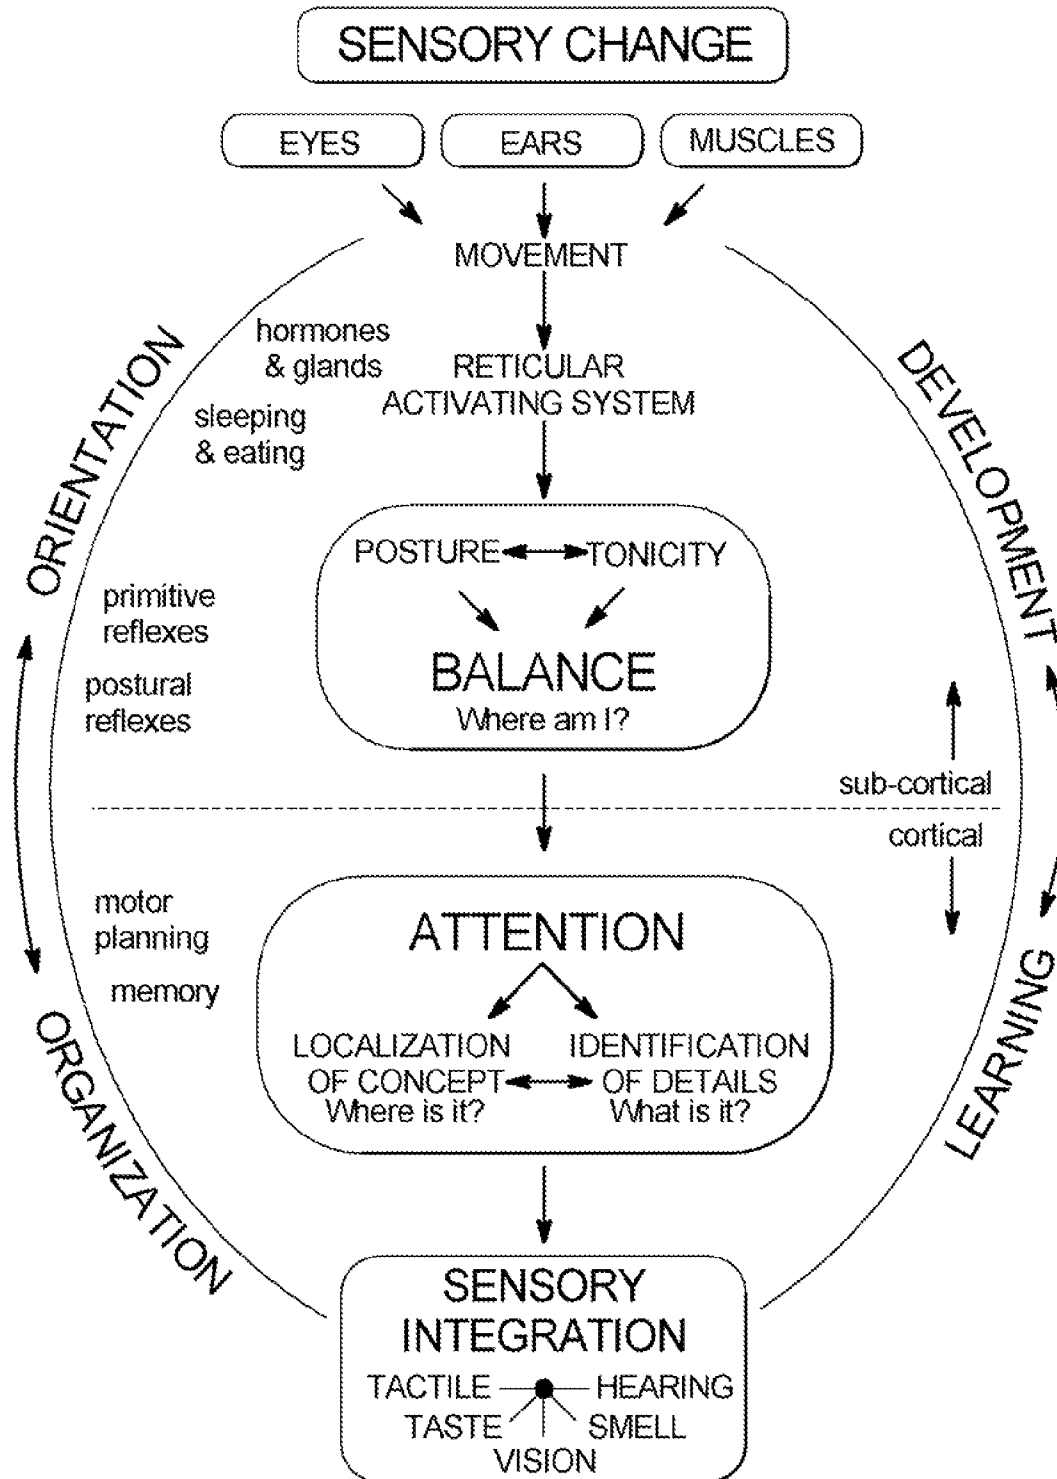 SENSORY CHANGE
EYES
EARS
MUSCLES
MOVEMENT
hormones
& glands
RETICULAR
ACTIVATING SYSTEM
sleeping
& eating
ORIENTATION
DEVELOPMENT
POSTURE
TONICITY
primitive
reflexes
BALANCE
Where am I?
postural
reflexes
sub-cortical
cortical
motor
planning
memory
ATTENTION
LOCALIZATION
OF CONCEPT
Where is it?
IDENTIFICATION
OF DETAILS
What is it?
ORGANIZATION
LEARNING
SENSORY
INTEGRATION
TACTILE
HEARING
TASTE
SMELL
VISION